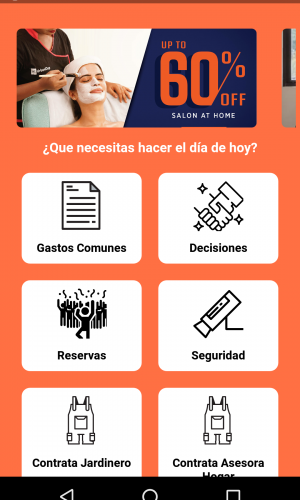 UP TO
60%
OFF
SALON AT HOME
¿Que necesitas hacer el día de hoy?
Gastos Comunes
Decisiones
Reservas
Seguridad
Contrata Jardinero
Contrata Asesora
Hogar